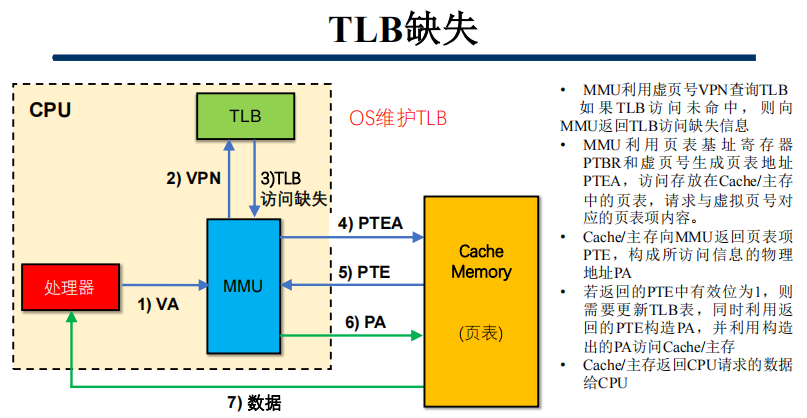 TLB缺失
CPU
TLB
OS维护TLB
2) VPN
3)TLB
访问缺失
4) PTEA
Cache
Memory
处理器
1) VA
MMU
5) PTE
6) PA
(页表)
7) 数据
• MMU利用虚页号VPN查询TLB
如果TLB访问未命中，则向
MMU返回TLB访问缺失信息
• MMU利用页表基址寄存器
PTBR和虚页号生成页表地址
PTEA，访问存放在Cache/主存
中的页表，请求与虚拟页号对
应的页表项内容。
• Cache/主存向MMU返回页表项
PTE，构成所访问信息的物理
地址PA
• 若返回的PTE中有效位为1，则
需要更新TLB表，同时利用返
回的PTE构造PA，并利用构造
出的PA访问Cache/主存
• Cache/主存返回CPU请求的数据
给CPU